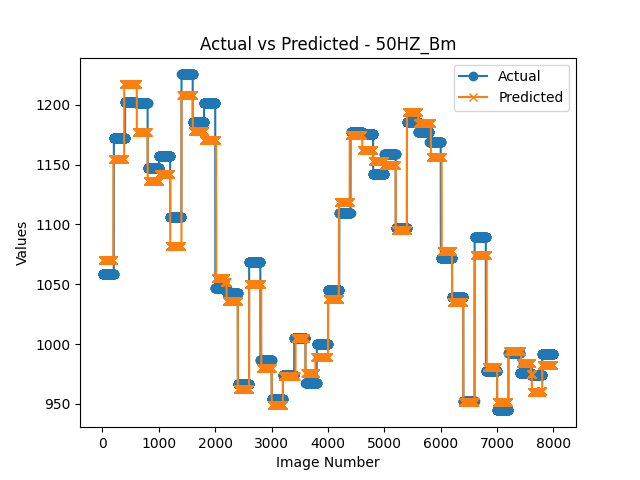 Actual vs Predicted - 50HZ_Bm
Actual
Predicted
Values
1200
1150
1100
1050
1000
950
0 1000 2000 3000 4000 5000 6000 7000 8000
Image Number